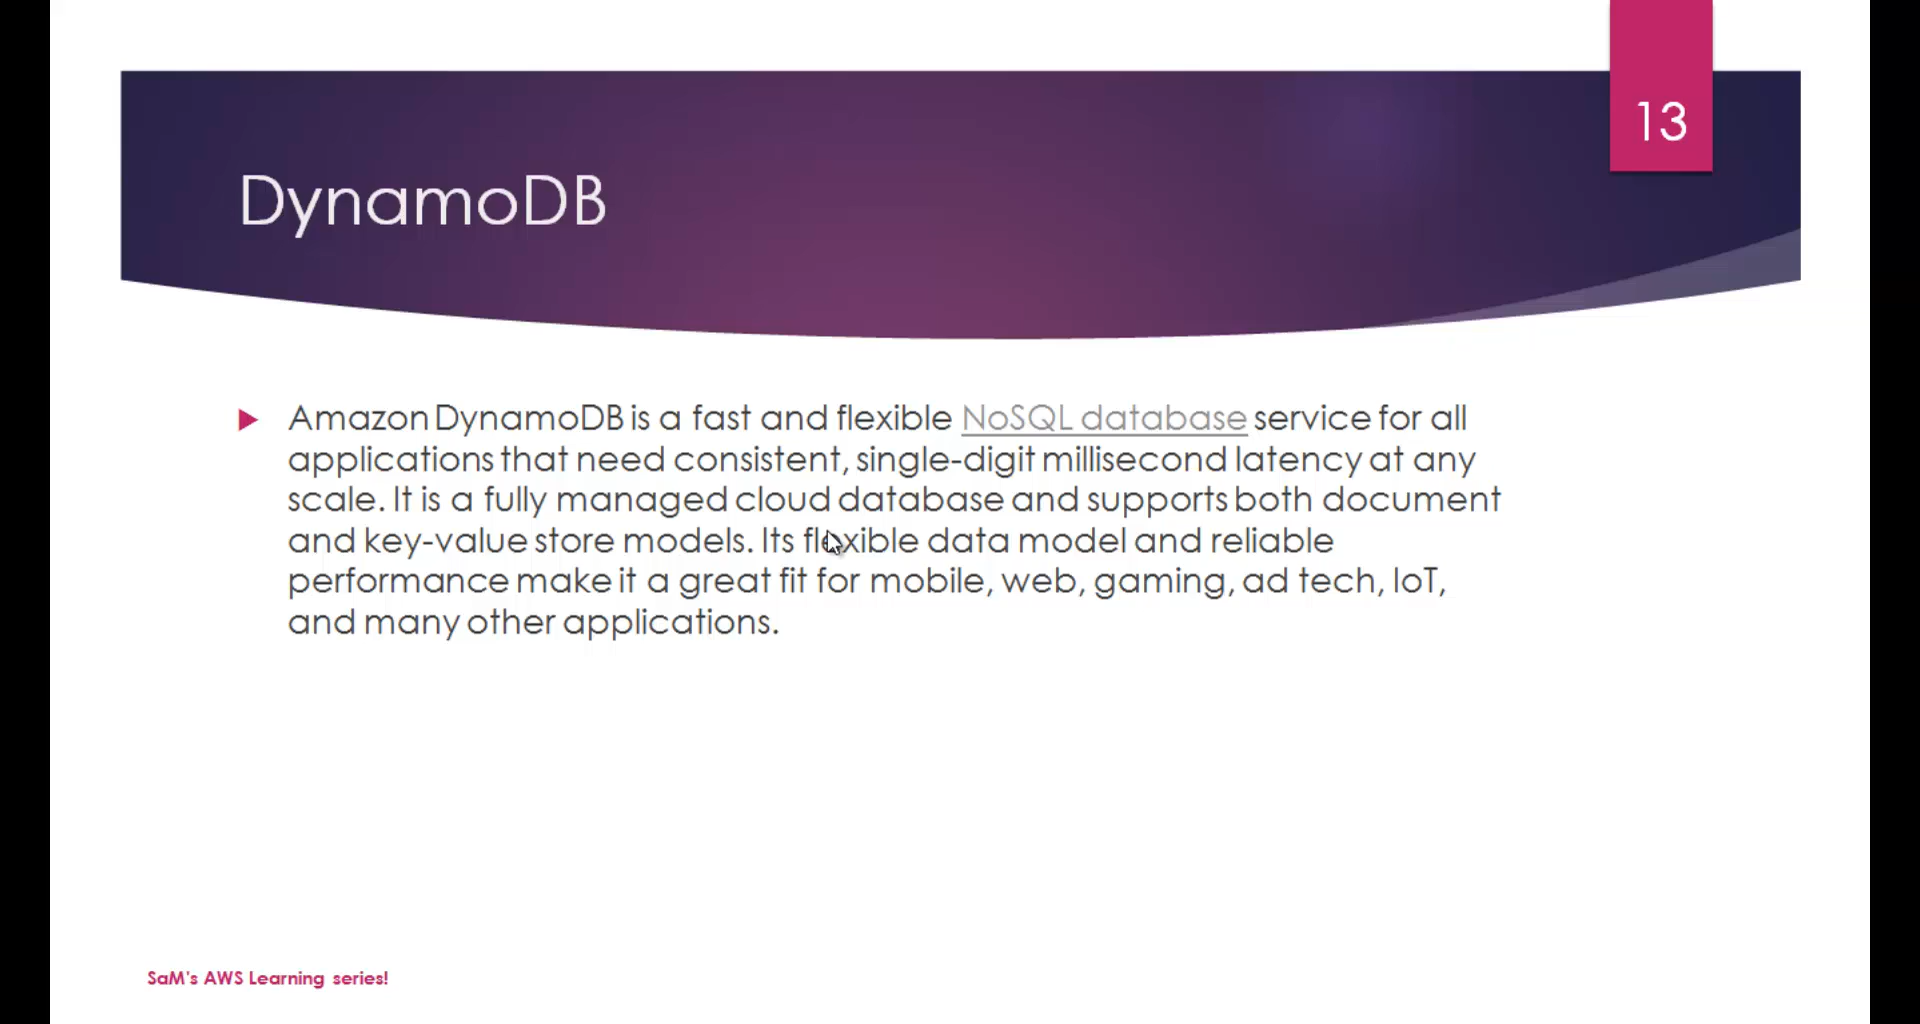 13
DynamoDB
Amazon DynamoDB is a fast and flexible NoSQL database service for all
applications that need consistent, single-digit millisecond latency at any
scale. It is a fully managed cloud database and supports both document
and key-value store models. Its flexible data model and reliable
performance make it a great fit for mobile, web, gaming, ad tech, IoT,
and many other applications.
SaM's AWS Learning series!